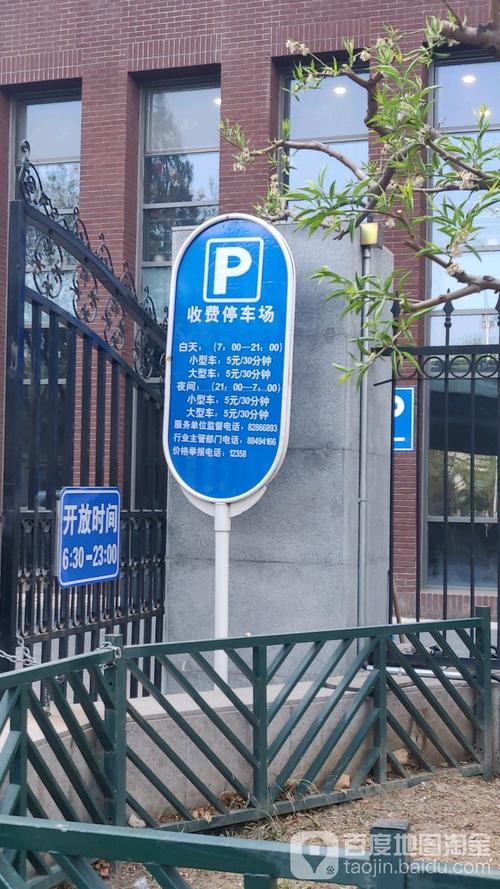 P
收费停车场
白天：（7：00—21：00）
小型车：5元/30分钟
大型车：5元/30分钟
夜间：（21：00—7：00）
小型车：5元/30分钟
大型车：5元/30分钟
服务单位监督电话：82866893
行业主管部门电话：88494166
价格举报电话：12358
P
开放时间
6:30-23:00
百度地图淘金
taojin.baidu.com